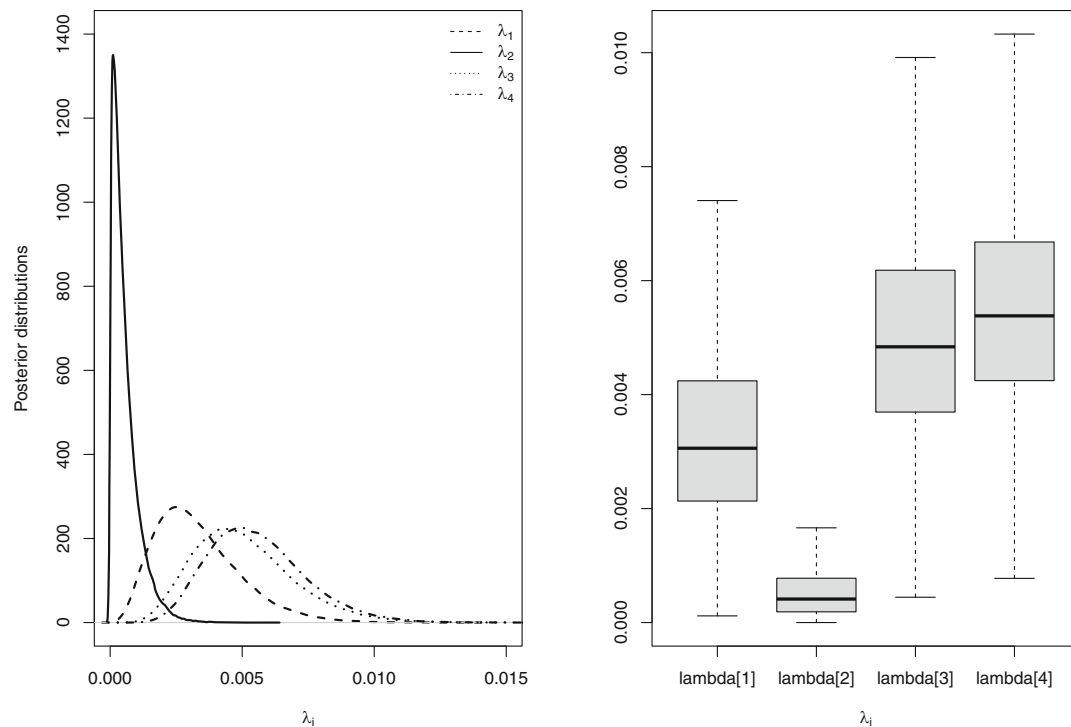 1400
1200
1000
800
600
400
200
0
Posterior distributions
λ1
λ2
λ3
λ4
0.000 0.005 0.010 0.015
λi
0.010
0.008
0.006
0.004
0.002
0.000
lambda[1] lambda[2] lambda[3] lambda[4]
λi